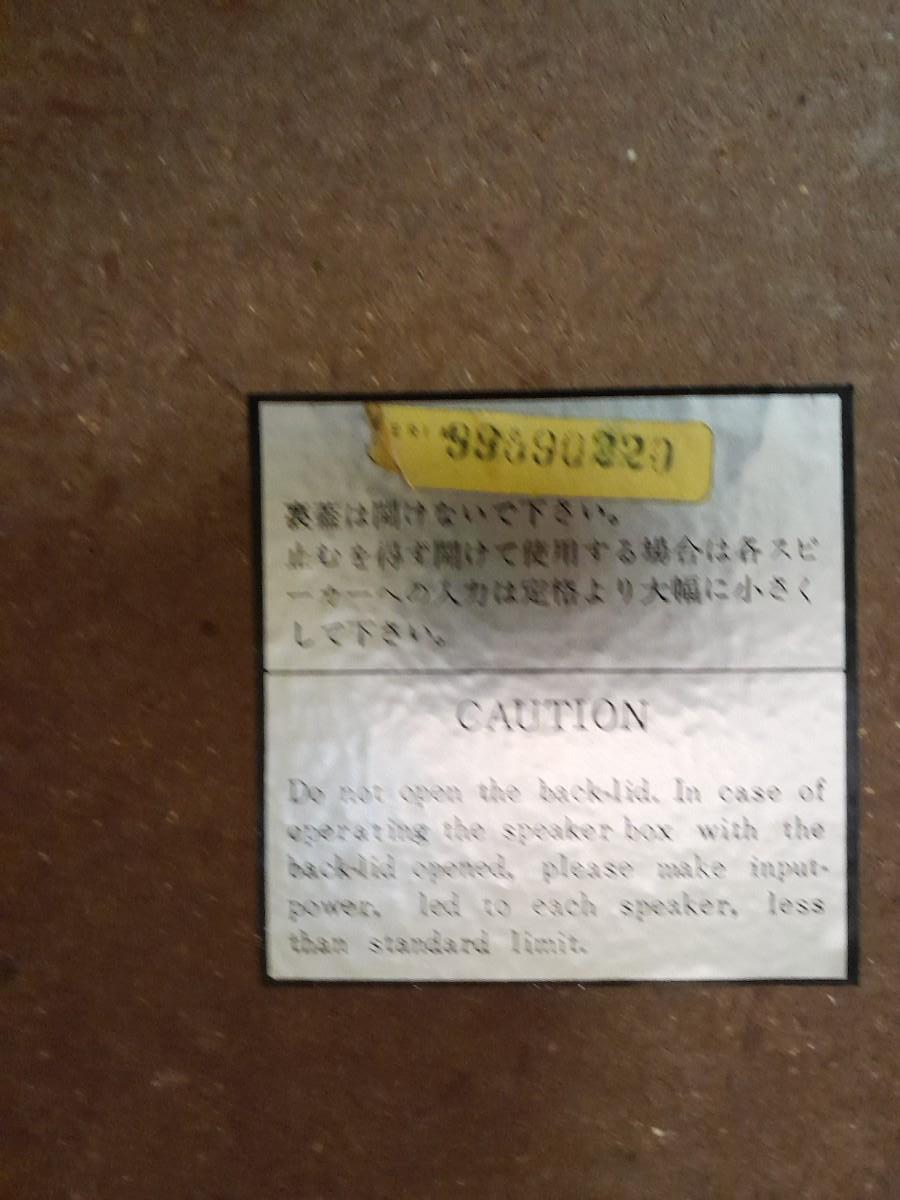 99590220
裏蓋は開けないで下さい。
止むを得ず開けて使用する場合は各スピ
ーカーへの入力は定格より大幅に小さく
して下さい。
CAUTION
Do not open the back-lid. In case of
operating the speaker box with the
back-lid opened, please make input-
power, led to each speaker, less
than standard limit.